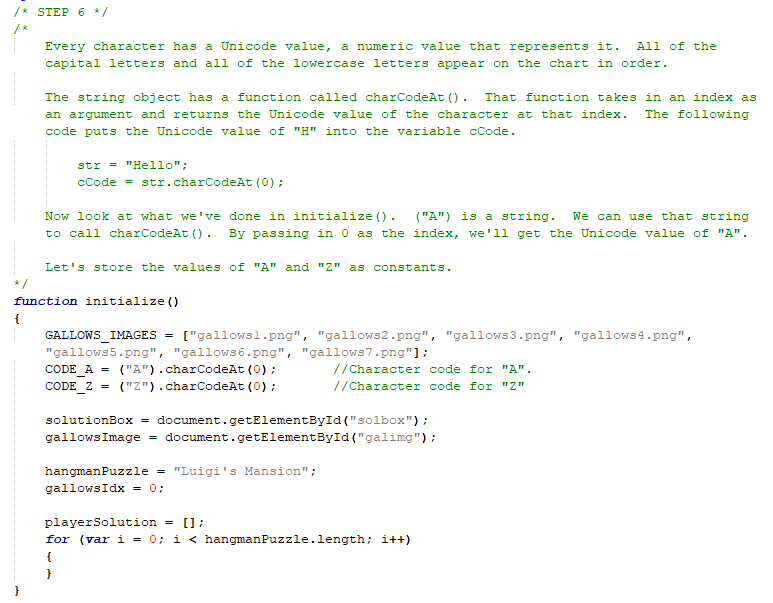 /* STEP 6 */
/*
    Every character has a Unicode value, a numeric value that represents it.  All of the
    capital letters and all of the lowercase letters appear on the chart in order.

    The string object has a function called charCodeAt().  That function takes in an index as
    an argument and returns the Unicode value of the character at that index.  The following
    code puts the Unicode value of "H" into the variable cCode.

        str = "Hello";
        cCode = str.charCodeAt(0);

    Now look at what we've done in initialize().  ("A") is a string.  We can use that string
    to call charCodeAt().  By passing in 0 as the index, we'll get the Unicode value of "A".

    Let's store the values of "A" and "Z" as constants.
*/
function initialize()
{
    GALLOWS_IMAGES = ["gallows1.png", "gallows2.png", "gallows3.png", "gallows4.png",
    "gallows5.png", "gallows6.png", "gallows7.png"];
    CODE_A = ("A").charCodeAt(0);       //Character code for "A".
    CODE_Z = ("Z").charCodeAt(0);       //Character code for "Z"

    solutionBox = document.getElementById("solbox");
    gallowsImage = document.getElementById("galimg");

    hangmanPuzzle = "Luigi's Mansion";
    gallowsIdx = 0;

    playerSolution = [];
    for (var i = 0; i < hangmanPuzzle.length; i++)
    {
    }
}